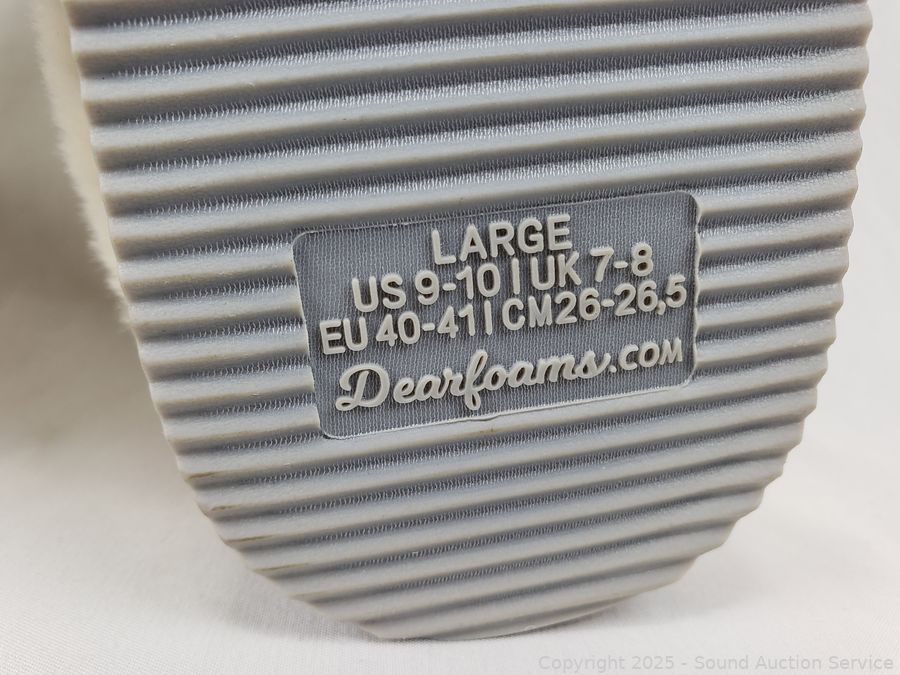 LARGE
US 9-10 | UK 7-8
EU 40-41 | CM26-26,5
Dearfoams.COM
Copyright 2025 - Sound Auction Service